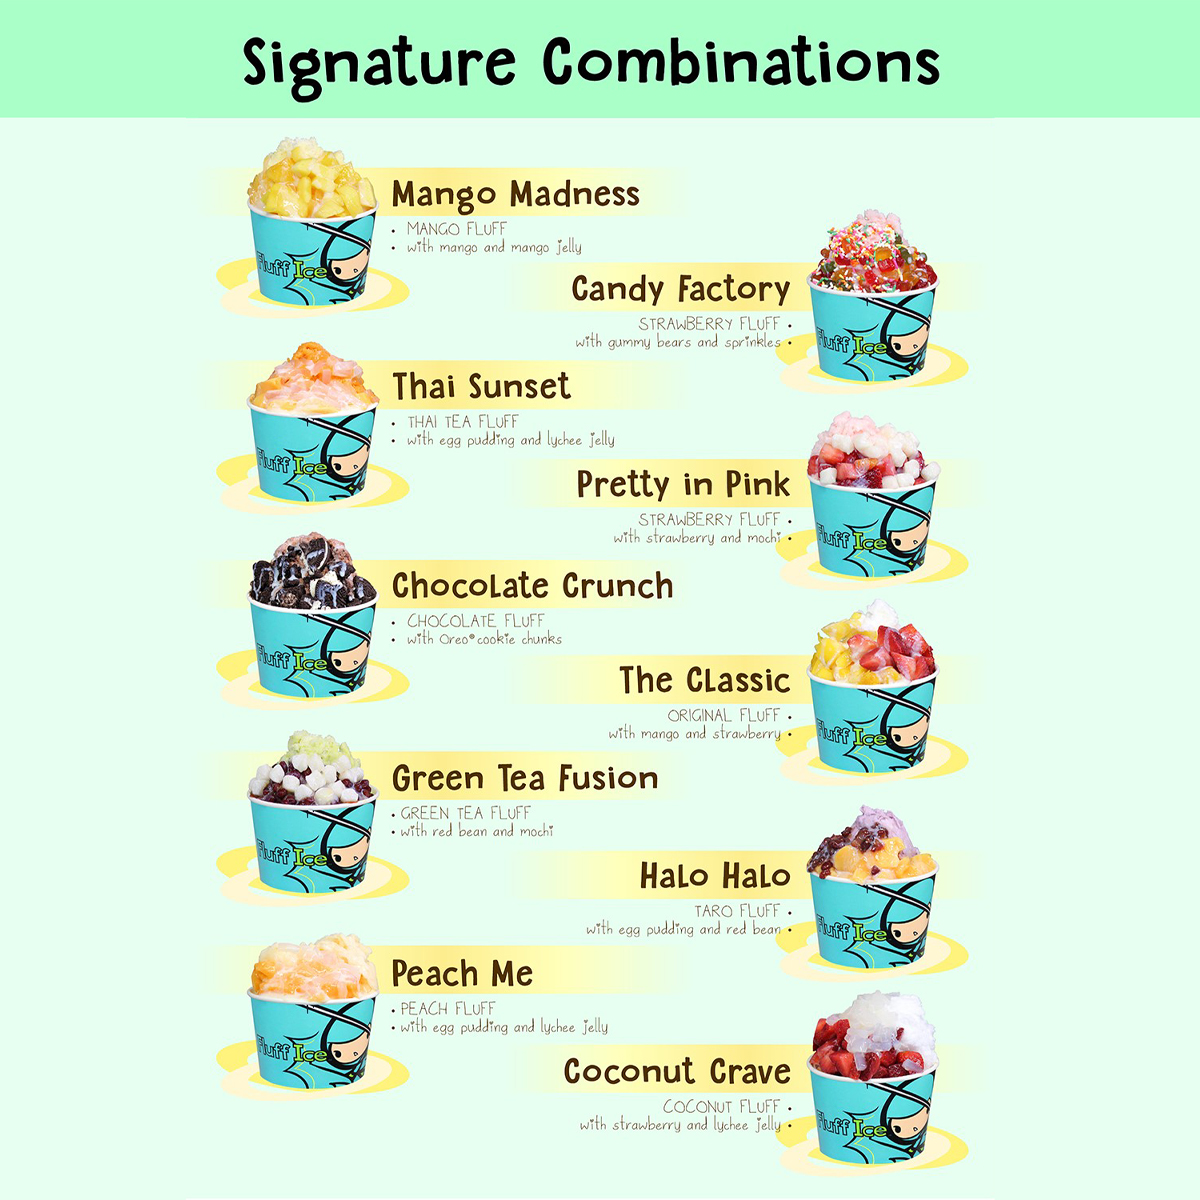 Signature Combinations
Mango Madness
• MANGO FLUFF
• with mango and mango jelly
Fluff Ice
Candy Factory
STRAWBERRY FLUFF •
with gummy bears and sprinkles •
Fluff Ice
Thai Sunset
• THAI TEA FLUFF
• with egg pudding and lychee jelly
Fluff Ice
Pretty in Pink
STRAWBERRY FLUFF •
with strawberry and mochi •
Fluff Ice
Chocolate Crunch
• CHOCOLATE FLUFF
• with Oreo® cookie chunks
Fluff Ice
The Classic
ORIGINAL FLUFF •
with mango and strawberry •
Fluff Ice
Green Tea Fusion
• GREEN TEA FLUFF
• with red bean and mochi
Fluff Ice
Halo Halo
TARO FLUFF •
with egg pudding and red bean •
Fluff Ice
Peach Me
• PEACH FLUFF
• with egg pudding and lychee jelly
Fluff Ice
Coconut Crave
COCONUT FLUFF •
with strawberry and lychee jelly •
Fluff Ice